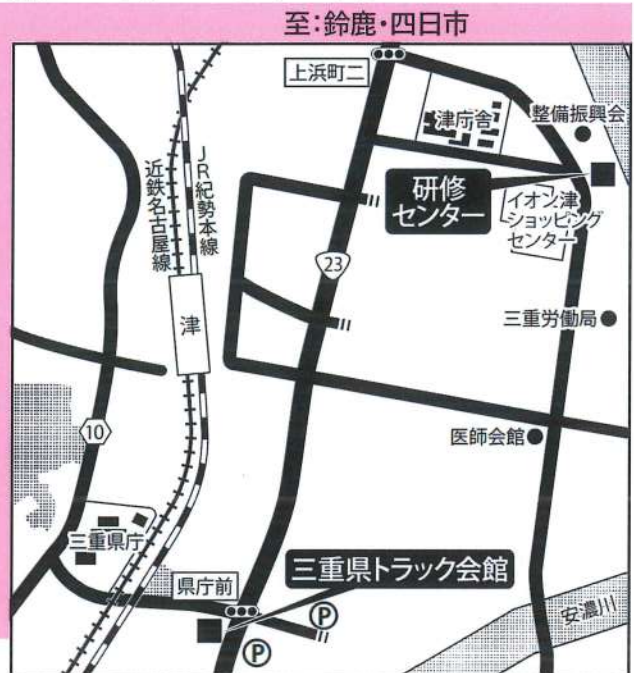 至:鈴鹿・四日市
上浜町二
津庁舎
整備振興会
研修
センター
イオン津
ショッピング
センター
近鉄名古屋線
JR紀勢本線
23
津
三重労働局
10
医師会館
三重県庁
県庁前
三重県トラック会館
P
P
安濃川